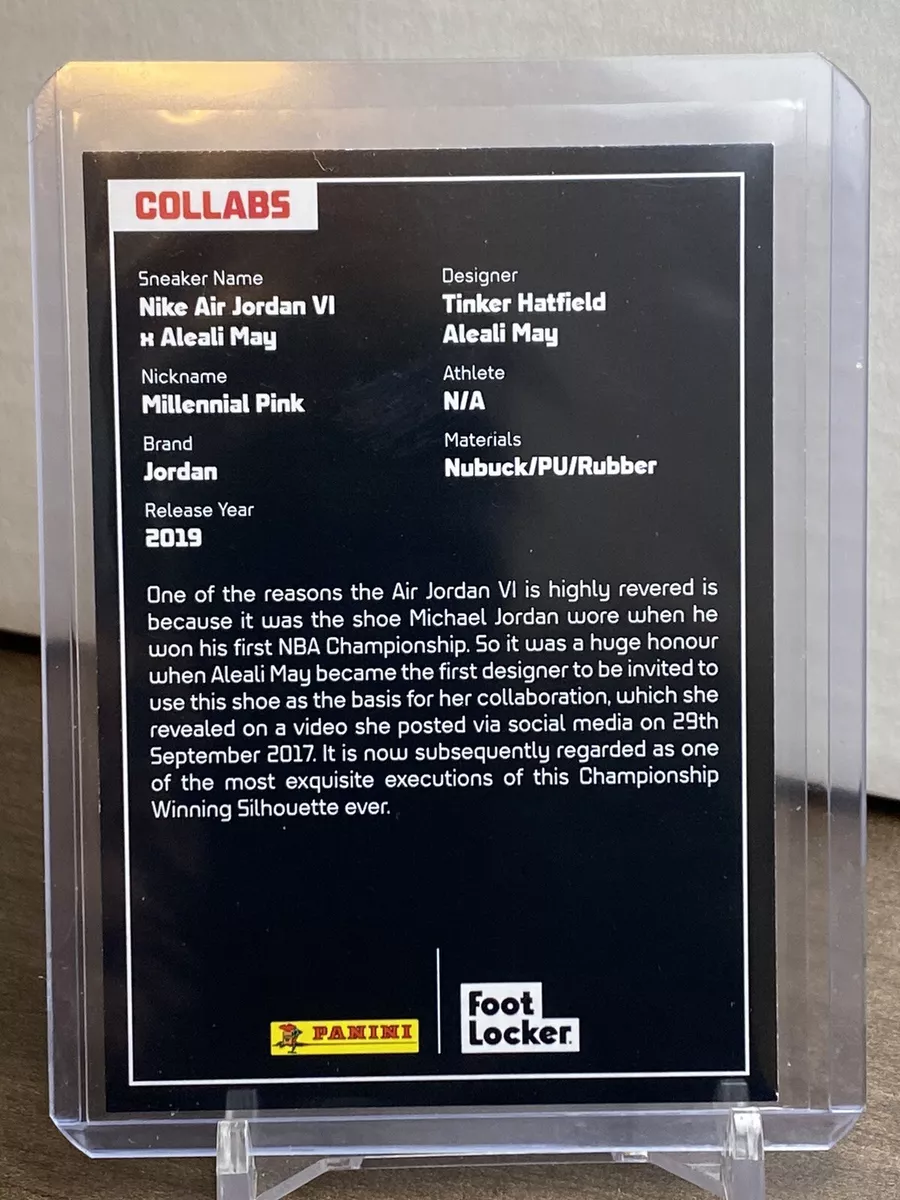 COLLABS
Sneaker Name
Nike Air Jordan VI
x Aleali May
Nickname
Millennial Pink
Brand
Jordan
Release Year
2019
Designer
Tinker Hatfield
Aleali May
Athlete
N/A
Materials
Nubuck/PU/Rubber
One of the reasons the Air Jordan VI is highly revered is
because it was the shoe Michael Jordan wore when he
won his first NBA Championship. So it was a huge honour
when Aleali May became the first designer to be invited to
use this shoe as the basis for her collaboration, which she
revealed on a video she posted via social media on 29th
September 2017. It is now subsequently regarded as one
of the most exquisite executions of this Championship
Winning Silhouette ever.
PANINI
Foot
Locker.